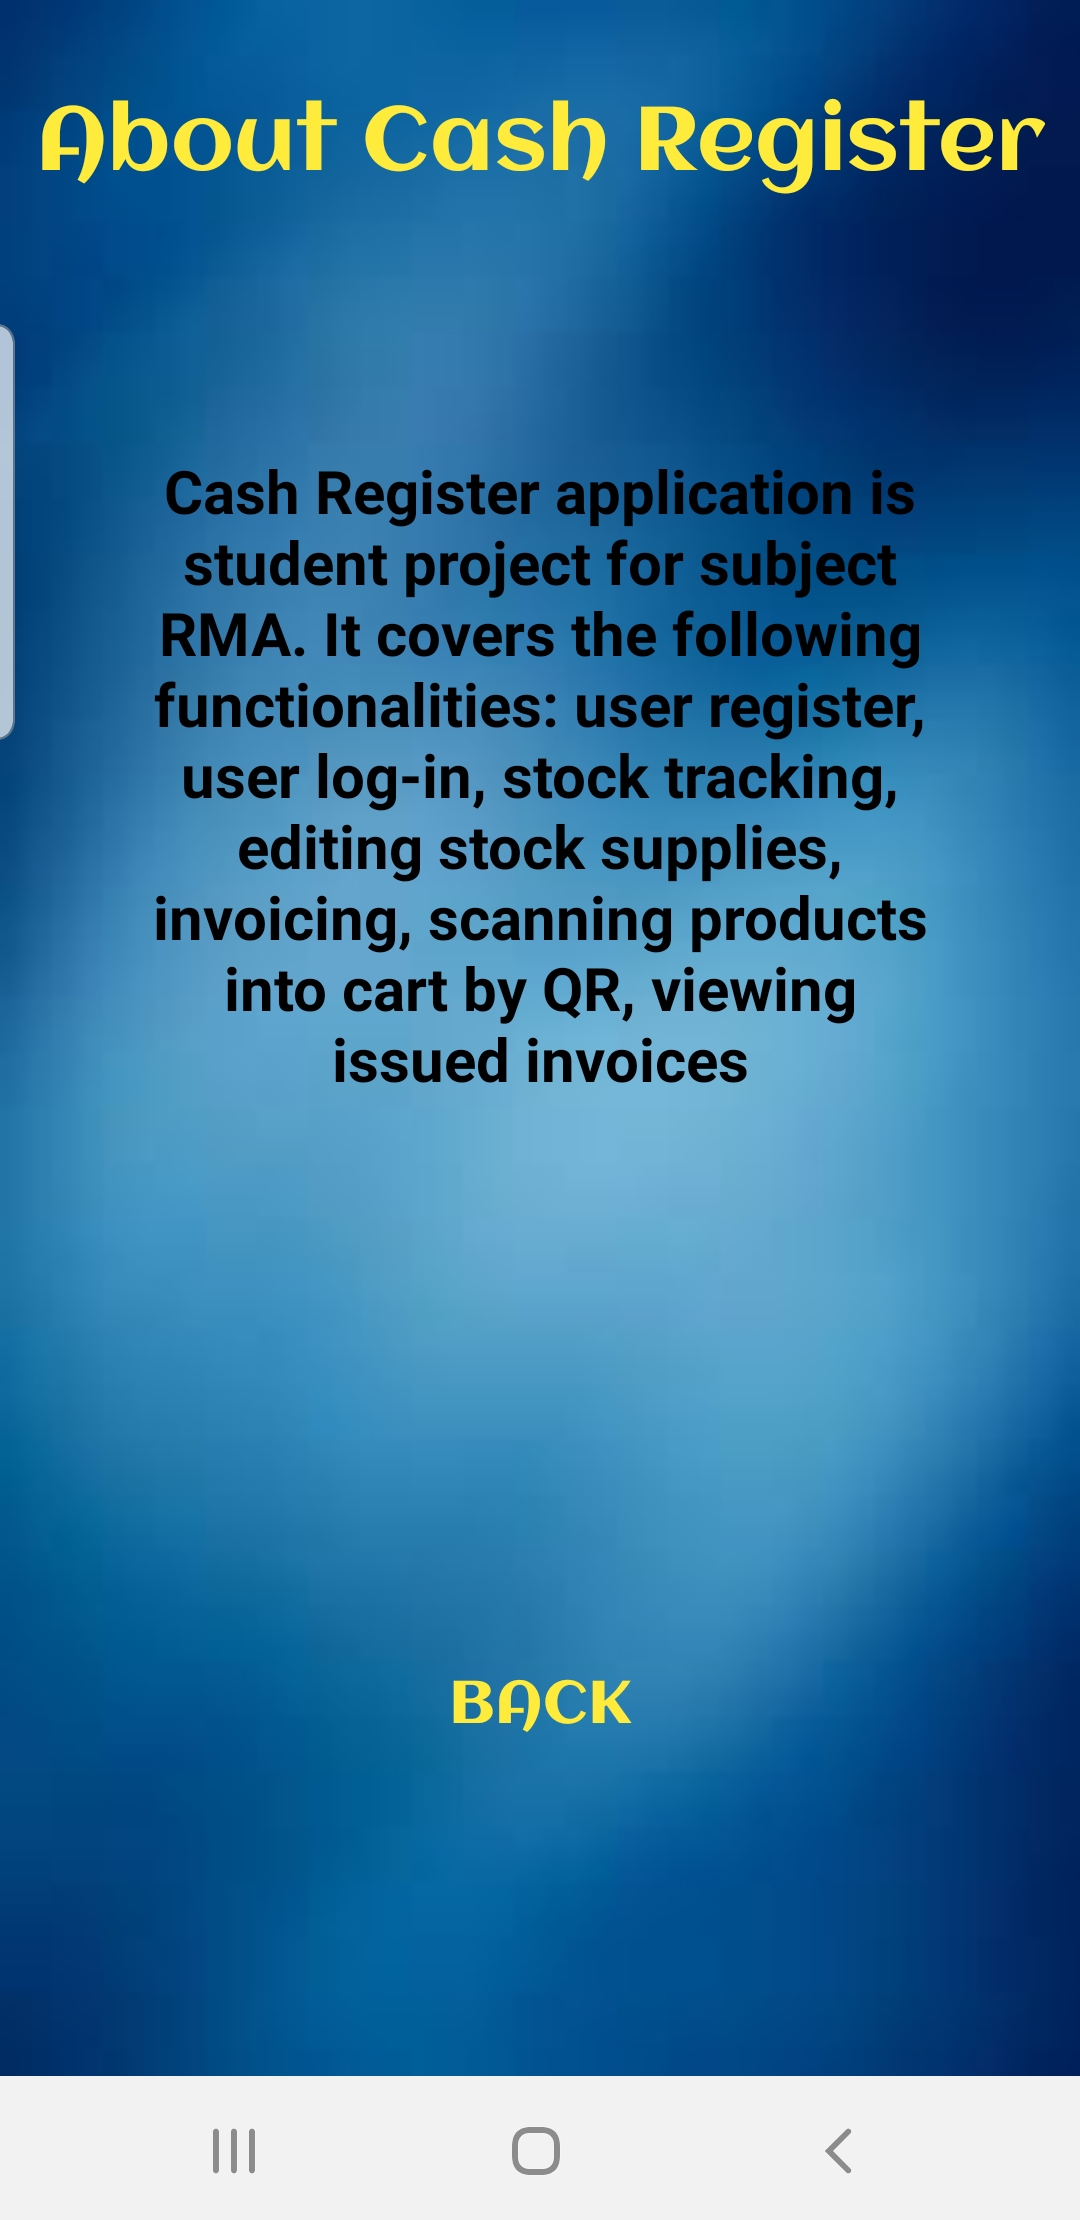 About Cash Register
Cash Register application is
student project for subject
RMA. It covers the following
functionalities: user register,
user log-in, stock tracking,
editing stock supplies,
invoicing, scanning products
into cart by QR, viewing
issued invoices
BACK